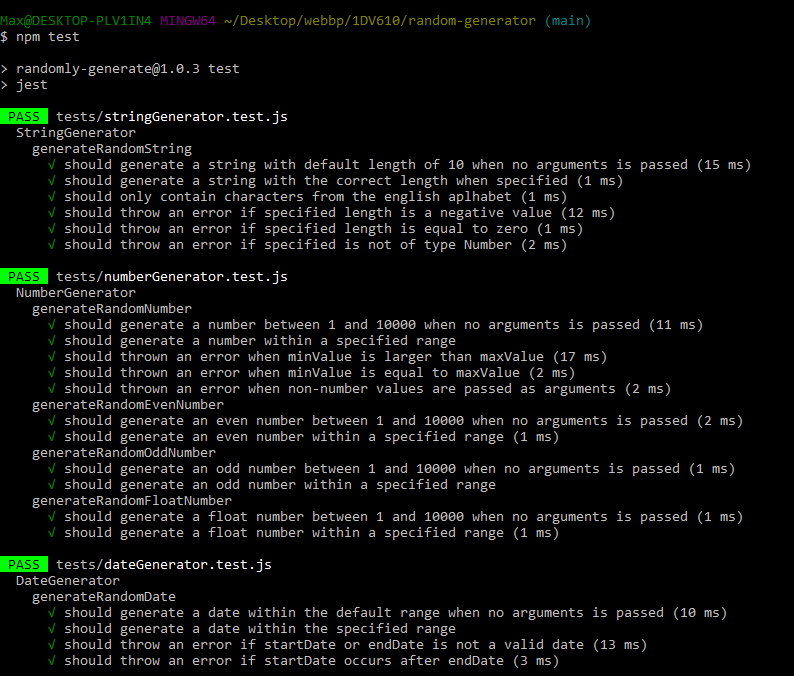 Max@DESKTOP-PLV1IN4 MINGW64 ~/Desktop/webbp/1DV610/random-generator (main)
$ npm test
> randomly-generate@1.0.3 test
> jest
PASS tests/stringGenerator.test.js
StringGenerator
generateRandomString
√ should generate a string with default length of 10 when no arguments is passed (15 ms)
√ should generate a string with the correct length when specified (1 ms)
√ should only contain characters from the english aplhabet (1 ms)
√ should throw an error if specified length is a negative value (12 ms)
√ should throw an error if specified length is equal to zero (1 ms)
√ should throw an error if specified is not of type Number (2 ms)
PASS tests/numberGenerator.test.js
NumberGenerator
generateRandomNumber
√ should generate a number between 1 and 10000 when no arguments is passed (11 ms)
√ should generate a number within a specified range
√ should thrown an error when minValue is larger than maxValue (17 ms)
√ should thrown an error when minValue is equal to maxValue (2 ms)
√ should thrown an error when non-number values are passed as arguments (2 ms)
generateRandomEvenNumber
√ should generate an even number between 1 and 10000 when no arguments is passed (2 ms)
√ should generate an even number within a specified range (1 ms)
generateRandomOddNumber
√ should generate an odd number between 1 and 10000 when no arguments is passed (1 ms)
√ should generate an odd number within a specified range
generateRandomFloatNumber
√ should generate a float number between 1 and 10000 when no arguments is passed (1 ms)
√ should generate a float number within a specified range (1 ms)
PASS tests/dateGenerator.test.js
DateGenerator
generateRandomDate
√ should generate a date within the default range when no arguments is passed (10 ms)
√ should generate a date within the specified range
√ should throw an error if startDate or endDate is not a valid date (13 ms)
√ should throw an error if startDate occurs after endDate (3 ms)